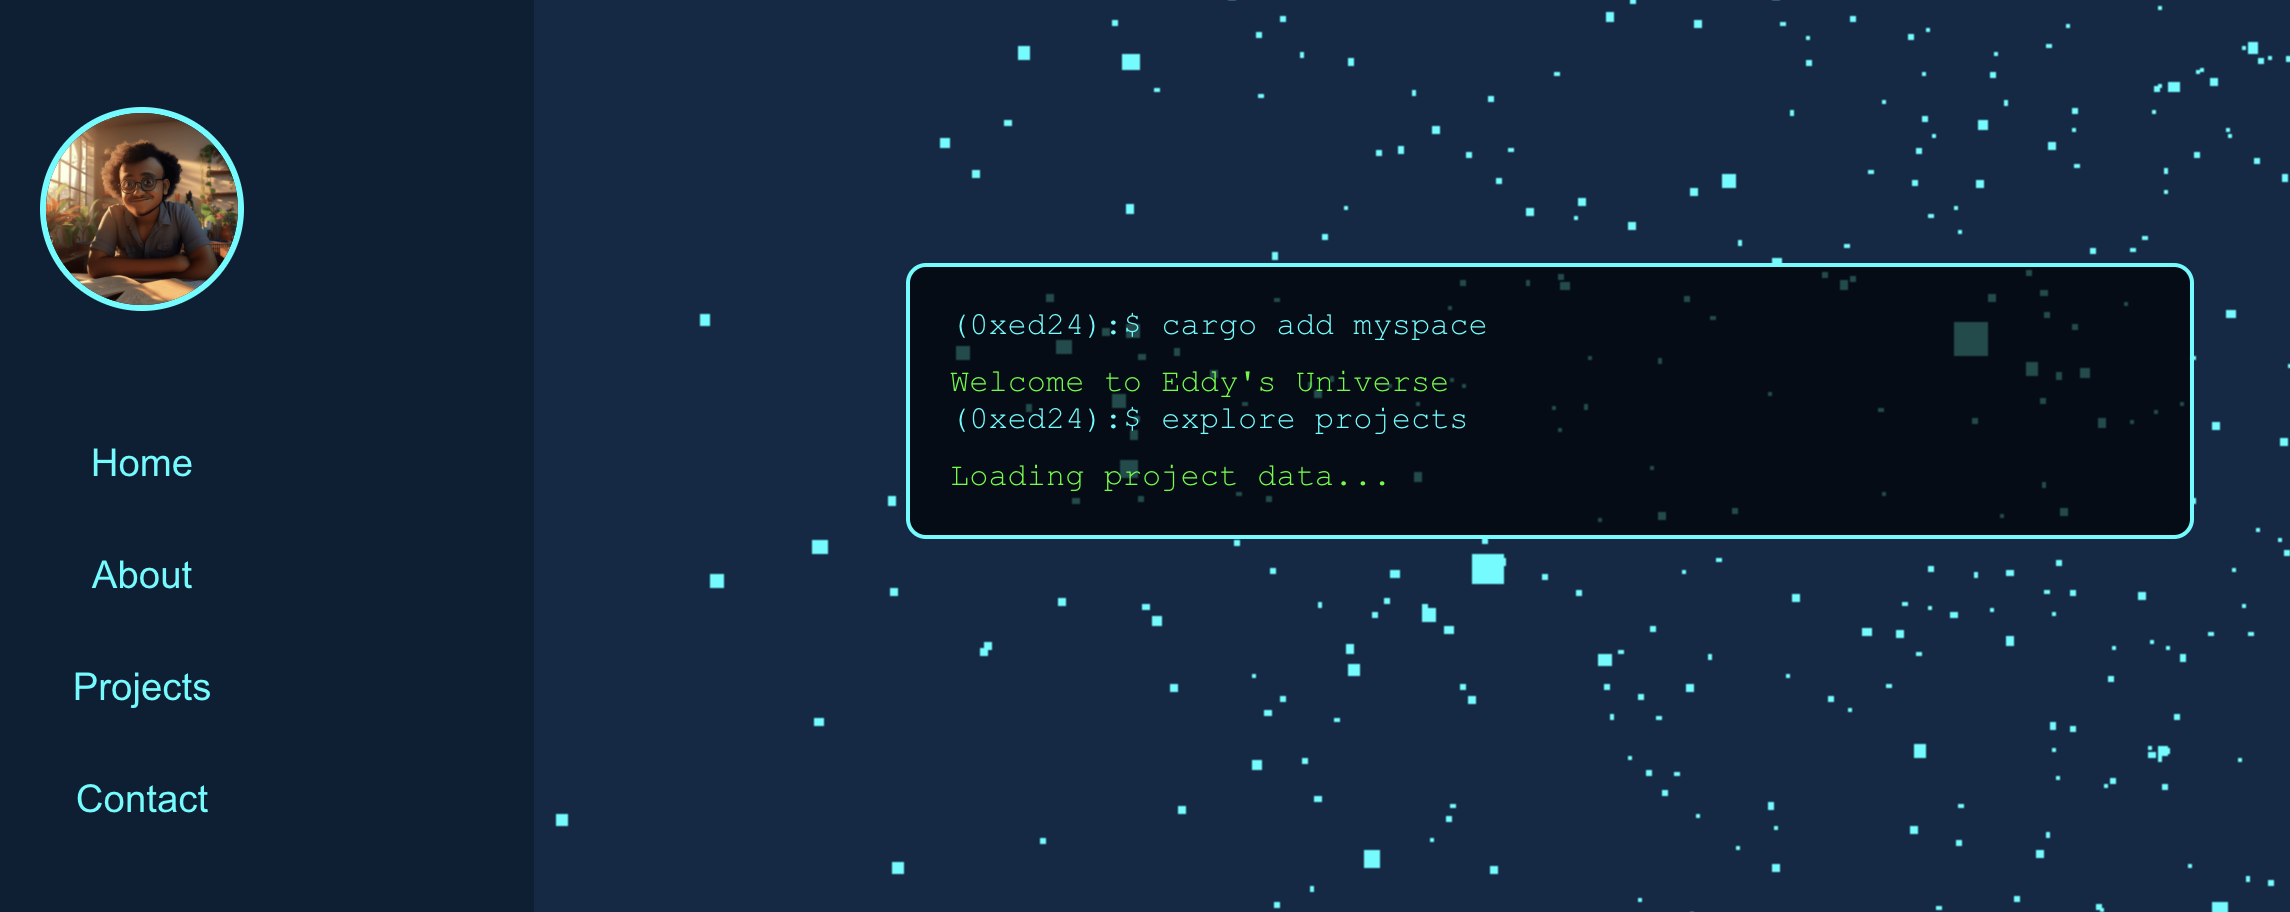 Home
About
Projects
Contact
(0xed24):$ cargo add myspace
Welcome to Eddy's Universe
(0xed24):$ explore projects
Loading project data...